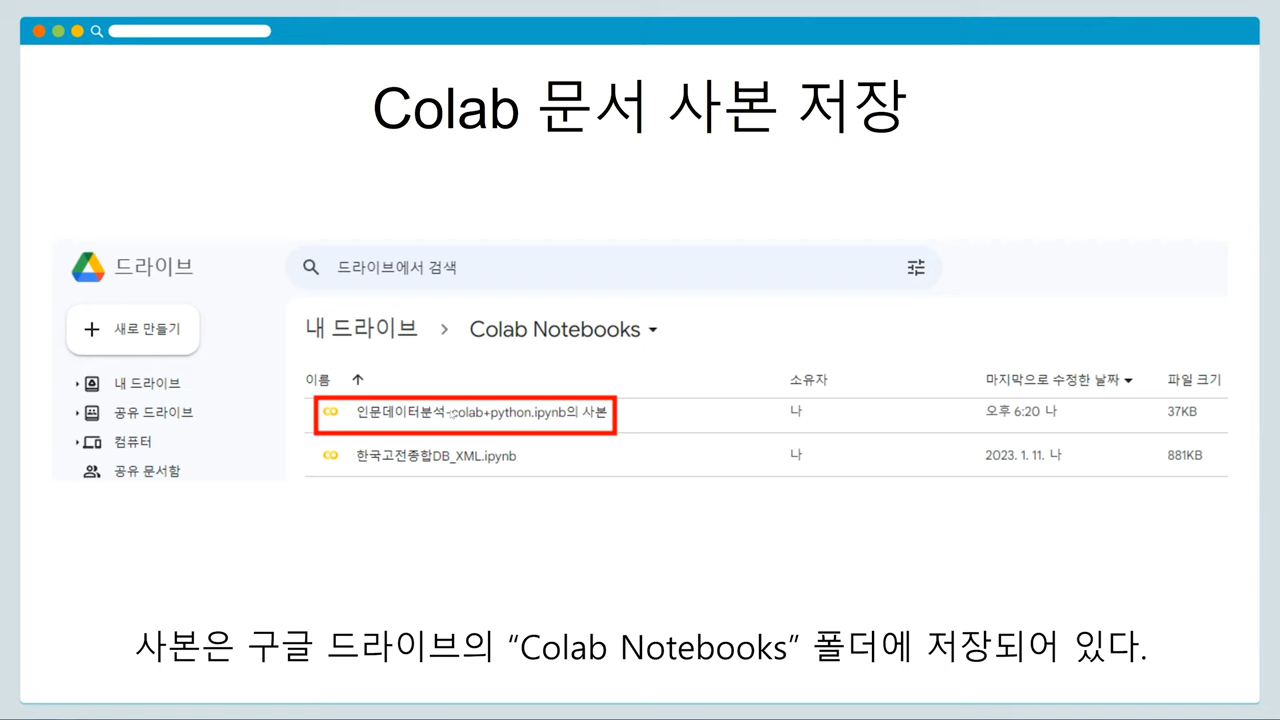 Colab 문서 사본 저장
드라이브
드라이브에서 검색
새로 만들기
내 드라이브 > Colab Notebooks
이름 소유자 마지막으로 수정한 날짜 파일 크기
내 드라이브
인문데이터분석-colab+python.ipynb의 사본 나 오후 6:20 나 37KB
공유 드라이브
컴퓨터
한국고전종합DB_XML.ipynb 나 2023. 1. 11. 나 881KB
공유 문서함
사본은 구글 드라이브의 “Colab Notebooks” 폴더에 저장되어 있다.